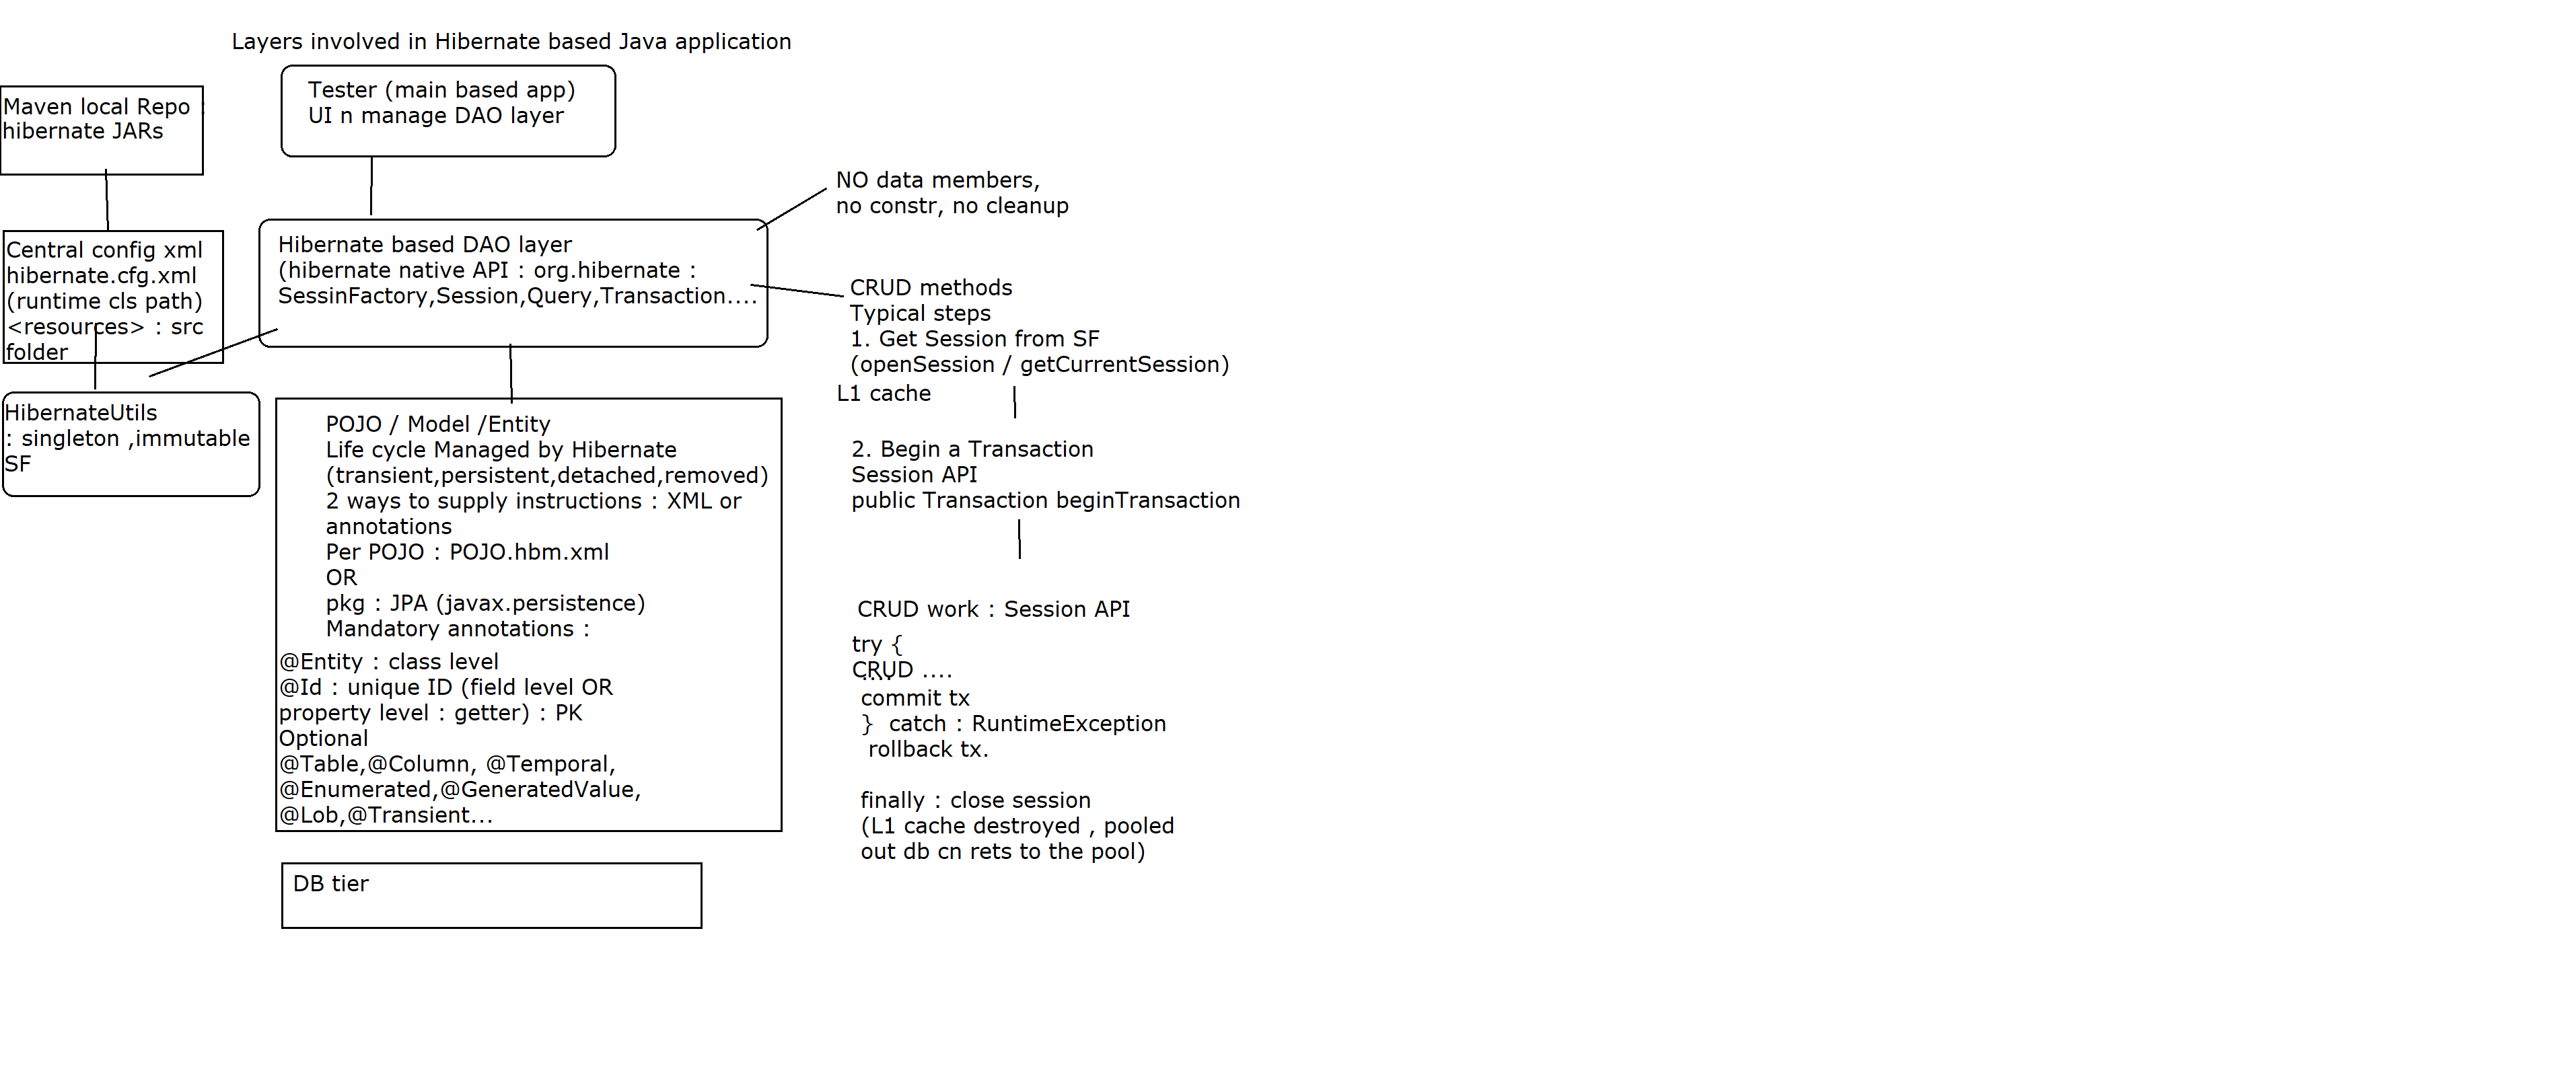 Layers involved in Hibernate based Java application
Tester (main based app)
UI n manage DAO layer
Maven local Repo :
hibernate JARs
Central config xml
hibernate.cfg.xml
(runtime cls path)
<resources> : src
folder
HibernateUtils
: singleton ,immutable
SF
Hibernate based DAO layer
(hibernate native API : org.hibernate :
SessinFactory,Session,Query,Transaction....
NO data members,
no constr, no cleanup
CRUD methods
Typical steps
1. Get Session from SF
(openSession / getCurrentSession)
L1 cache
2. Begin a Transaction
Session API
public Transaction beginTransaction
CRUD work : Session API
try {
CRUD ....
....
commit tx
}  catch : RuntimeException
rollback tx.
finally : close session
(L1 cache destroyed , pooled
out db cn rets to the pool)
POJO / Model /Entity
Life cycle Managed by Hibernate
(transient,persistent,detached,removed)
2 ways to supply instructions : XML or
annotations
Per POJO : POJO.hbm.xml
OR
pkg : JPA (javax.persistence)
Mandatory annotations :
@Entity : class level
@Id : unique ID (field level OR
property level : getter) : PK
Optional
@Table,@Column, @Temporal,
@Enumerated,@GeneratedValue,
@Lob,@Transient...
DB tier